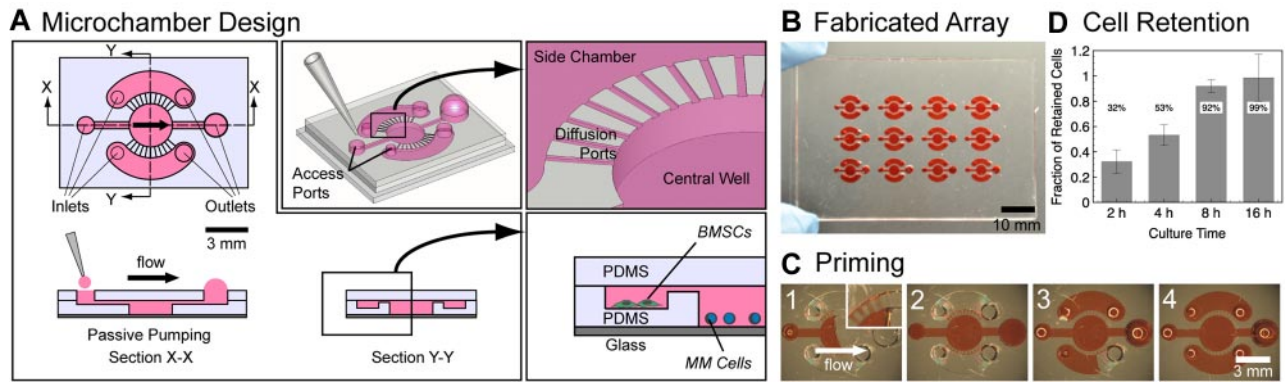 A Microchamber Design
Y
X
X
Y
Inlets
Outlets
3 mm
flow
Passive Pumping
Section X-X
Access
Ports
Section Y-Y
Side Chamber
Diffusion
Ports
Central Well
BMSCs
PDMS
PDMS
Glass
MM Cells
B Fabricated Array
10 mm
D Cell Retention
Fraction of Retained Cells
1.2
1
0.8
0.6
0.4
0.2
0
32%
53%
92%
99%
2 h
4 h
8 h
16 h
Culture Time
C Priming
1
flow
2
3
4
3 mm